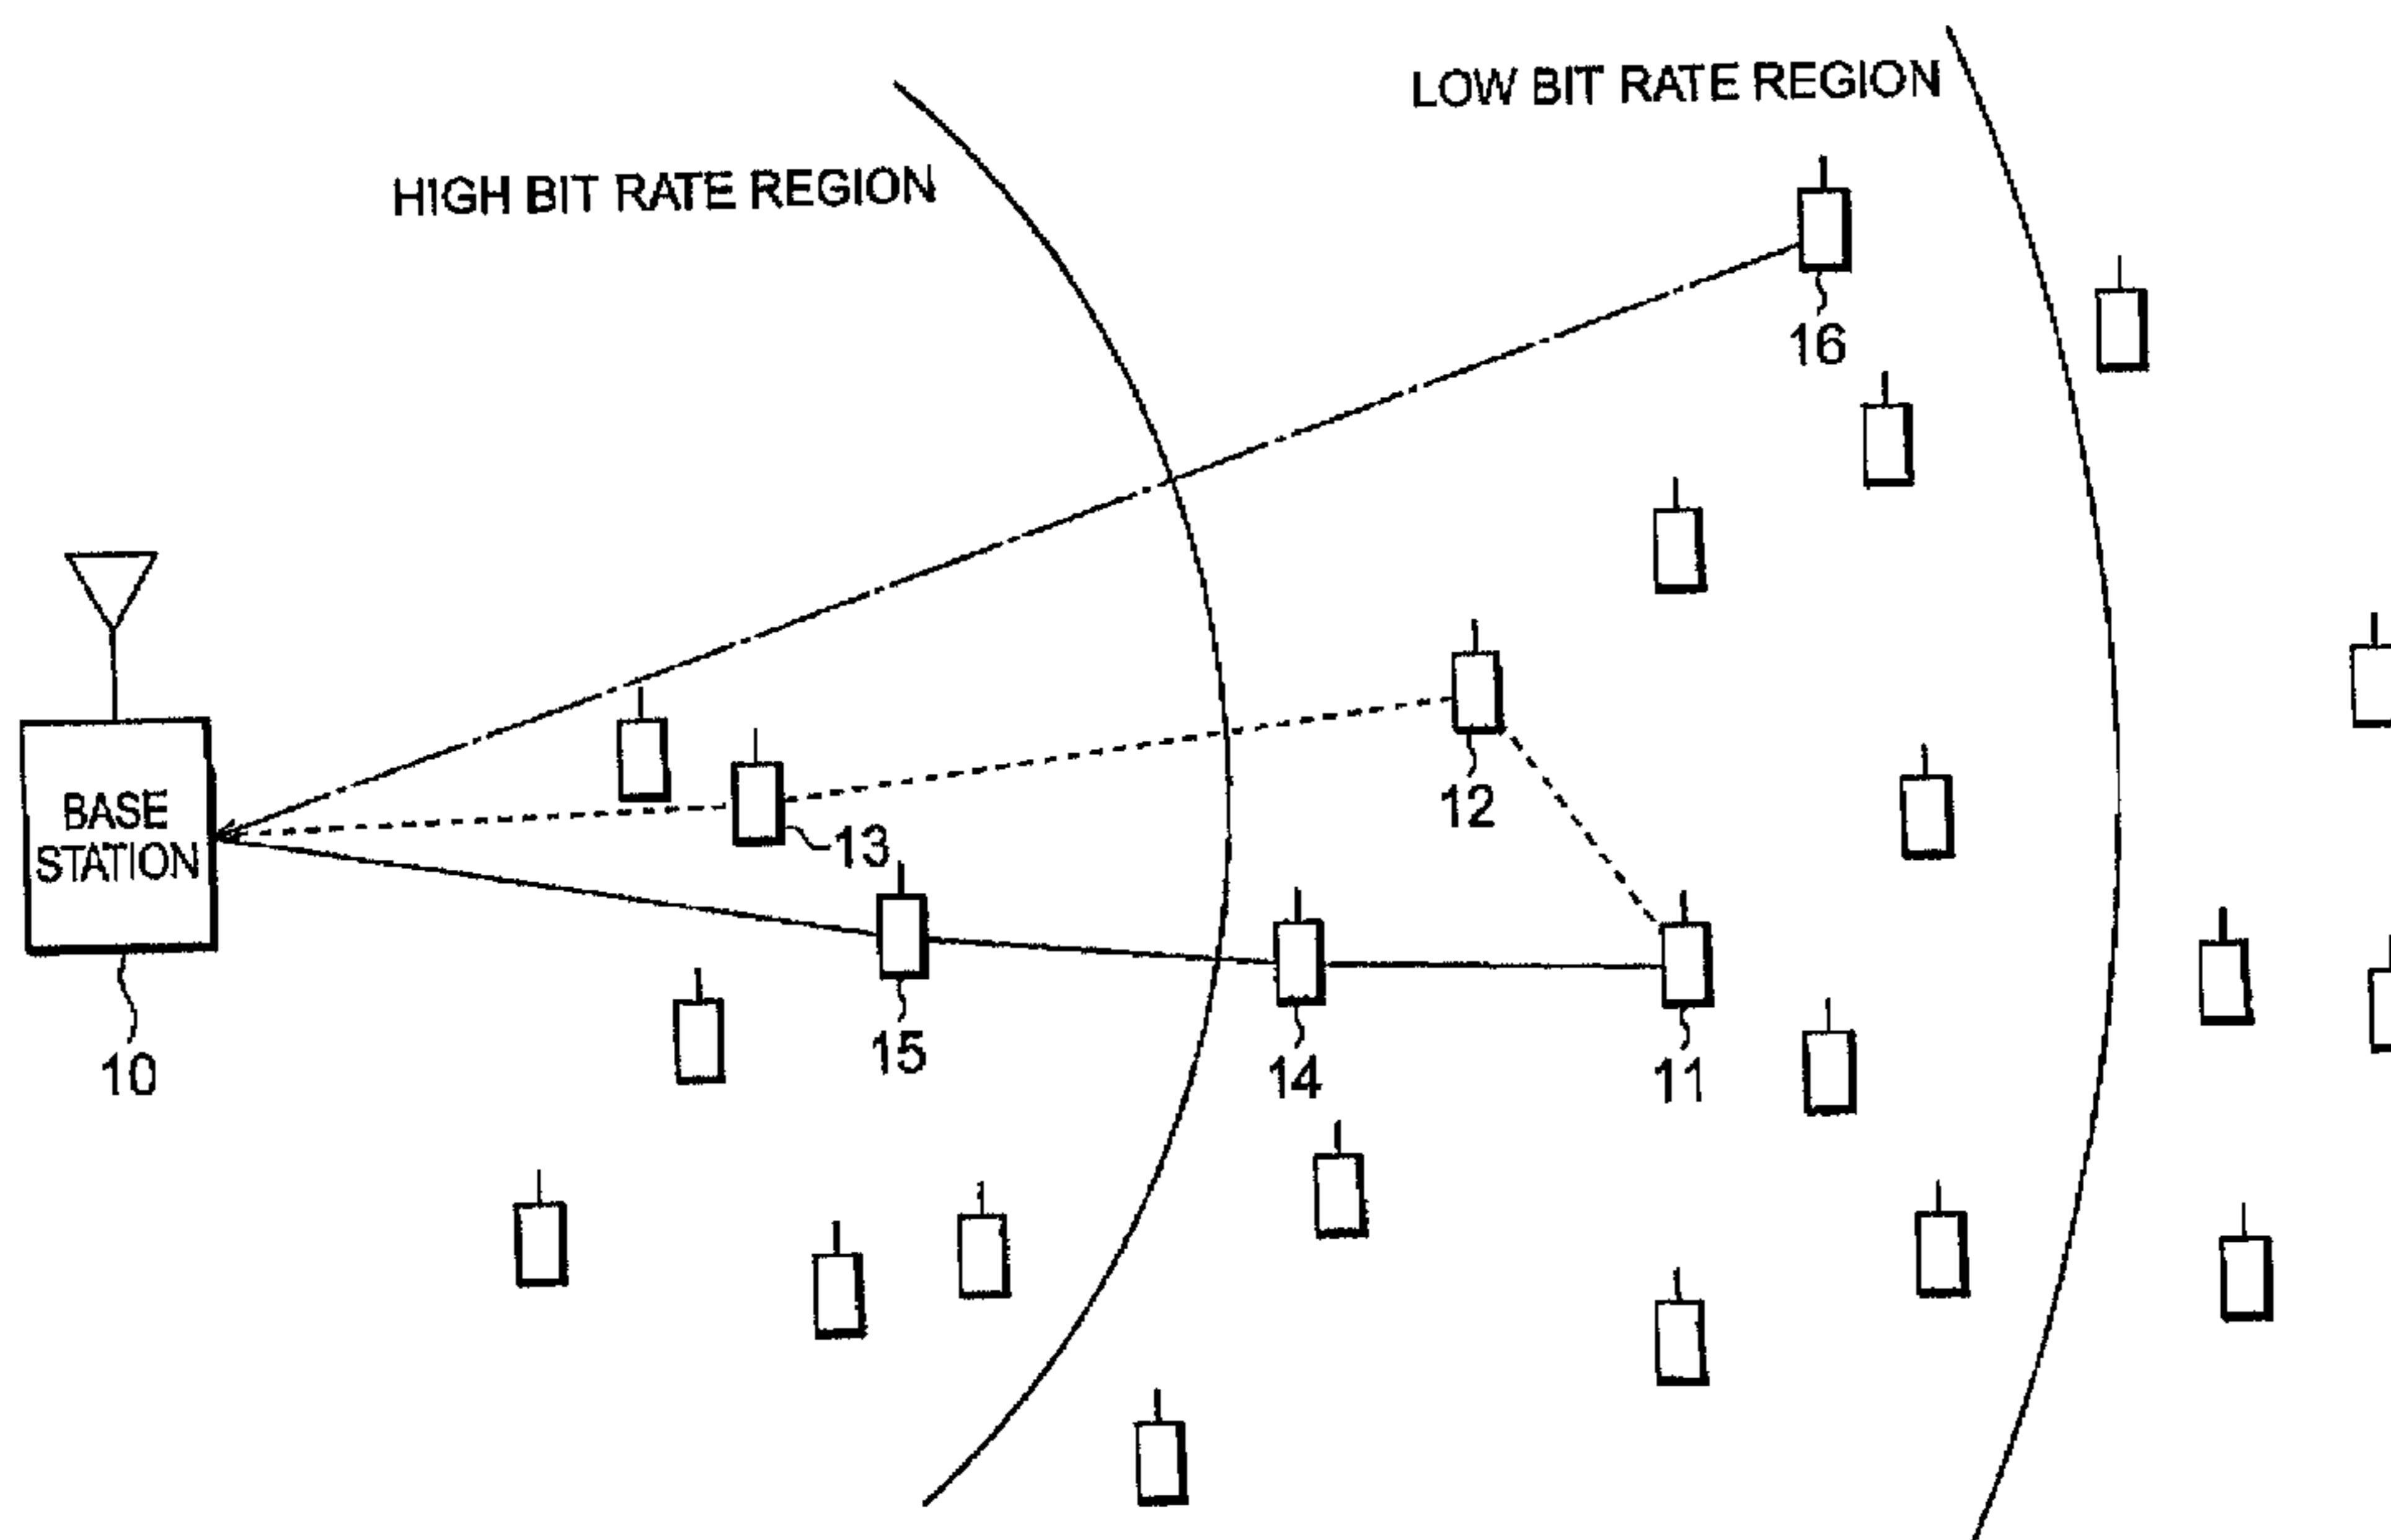 LOW BIT RATE REGION
HIGH BIT RATE REGION
16
12
BASE
STATION
13
15
14
11
10